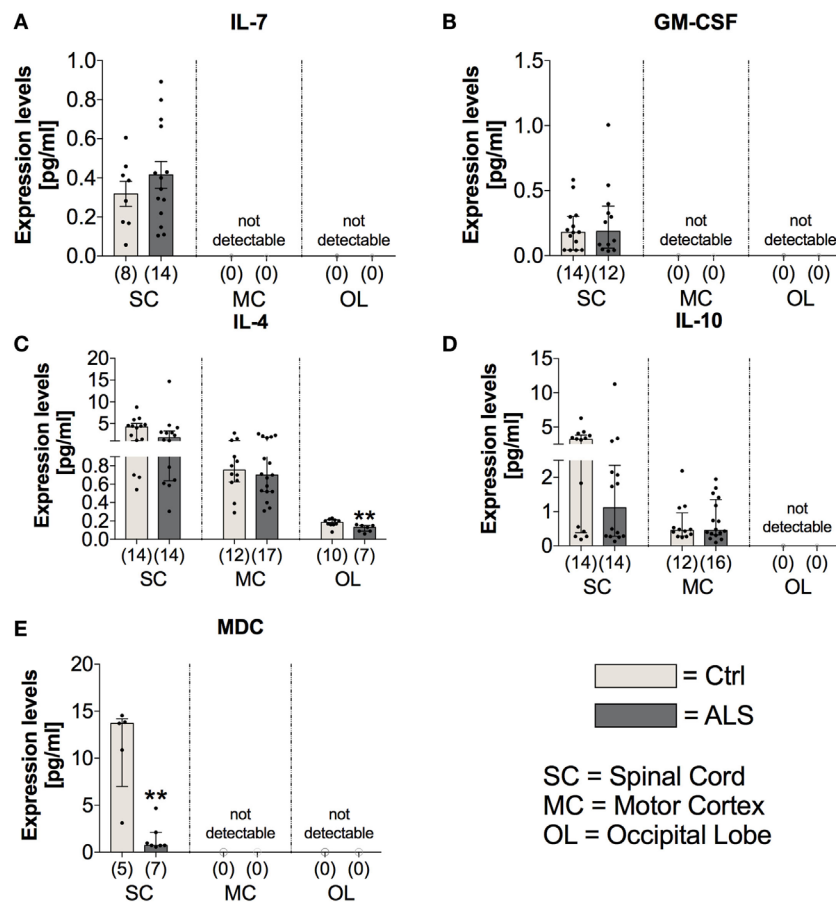 A
IL-7
Expression levels
[pg/ml]
1.0
0.8
0.6
0.4
0.2
0.0
not
detectable
not
detectable
(8) (14)
(0) (0)
(0) (0)
SC
MC
OL
B
GM-CSF
Expression levels
[pg/ml]
1.5
1.0
0.5
0.0
not
detectable
not
detectable
(14) (12)
(0) (0)
(0) (0)
SC
MC
OL
C
IL-4
Expression levels
[pg/ml]
20
15
10
5
0.8
0.6
0.4
0.2
0.0
**
(14) (14)
(12) (17)
(10) (7)
SC
MC
OL
D
IL-10
Expression levels
[pg/ml]
15
10
5
2
1
0
not
detectable
(14) (14)
(12) (16)
(0) (0)
SC
MC
OL
E
MDC
Expression levels
[pg/ml]
20
15
10
5
0
**
not
detectable
not
detectable
(5) (7)
(0) (0)
(0) (0)
SC
MC
OL
= Ctrl
= ALS
SC = Spinal Cord
MC = Motor Cortex
OL = Occipital Lobe